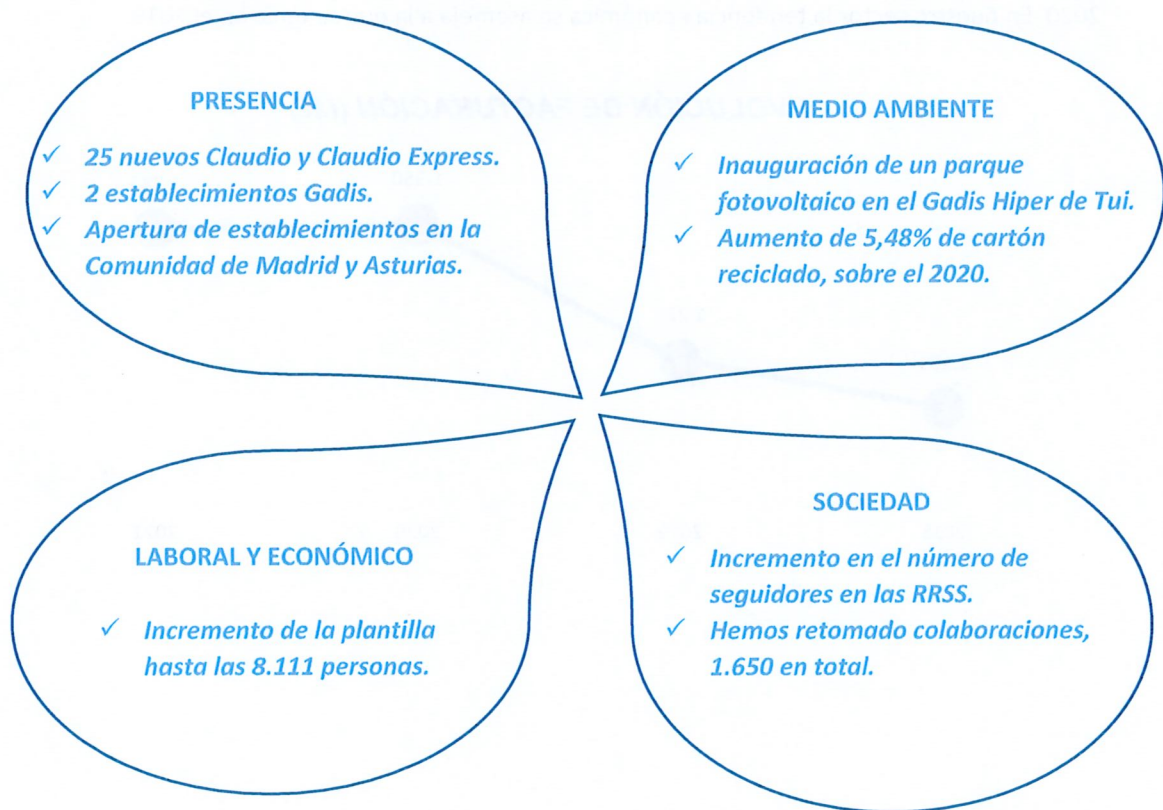 PRESENCIA
✓ 25 nuevos Claudio y Claudio Express.
✓ 2 establecimientos Gadis.
✓ Apertura de establecimientos en la
Comunidad de Madrid y Asturias.
MEDIO AMBIENTE
✓ Inauguración de un parque
fotovoltaico en el Gadis Hiper de Tui.
✓ Aumento de 5,48% de cartón
reciclado, sobre el 2020.
LABORAL Y ECONÓMICO
✓ Incremento de la plantilla
hasta las 8.111 personas.
SOCIEDAD
✓ Incremento en el número de
seguidores en las RRSS.
✓ Hemos retomado colaboraciones,
1.650 en total.